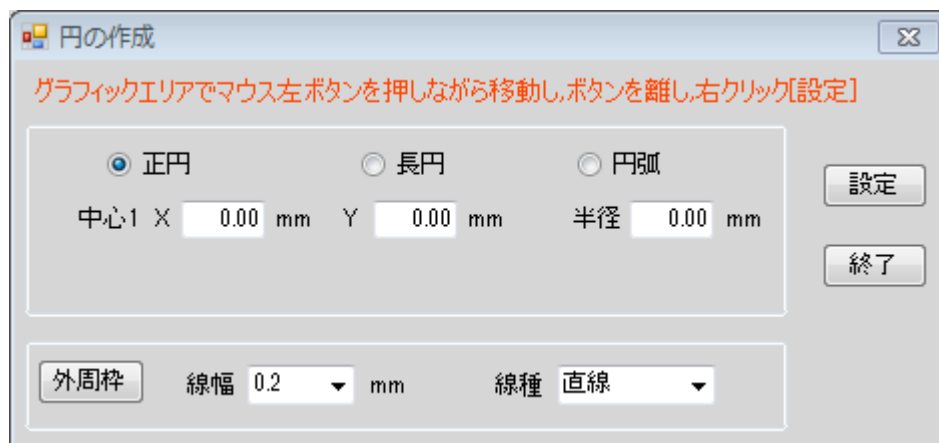 円の作成
グラフィックエリアでマウス左ボタンを押しながら移動し,ボタンを離し,右クリック[設定]
正円 長円 円弧
設定
中心1 X 0.00 mm Y 0.00 mm 半径 0.00 mm
終了
外周枠 線幅 0.2 mm 線種 直線